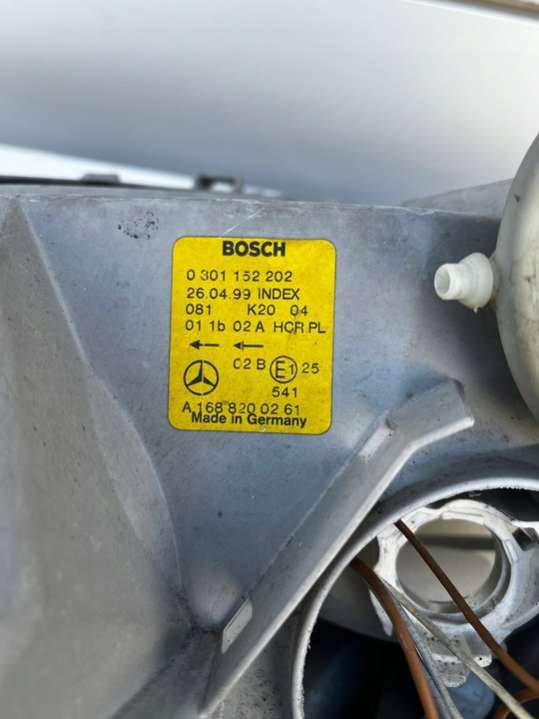 BOSCH
0 301 152 202
26.04.99 INDEX
081 K20 04
01 1b 02 A HCR PL
02 B E1 25
541
A 168 820 02 61
Made in Germany